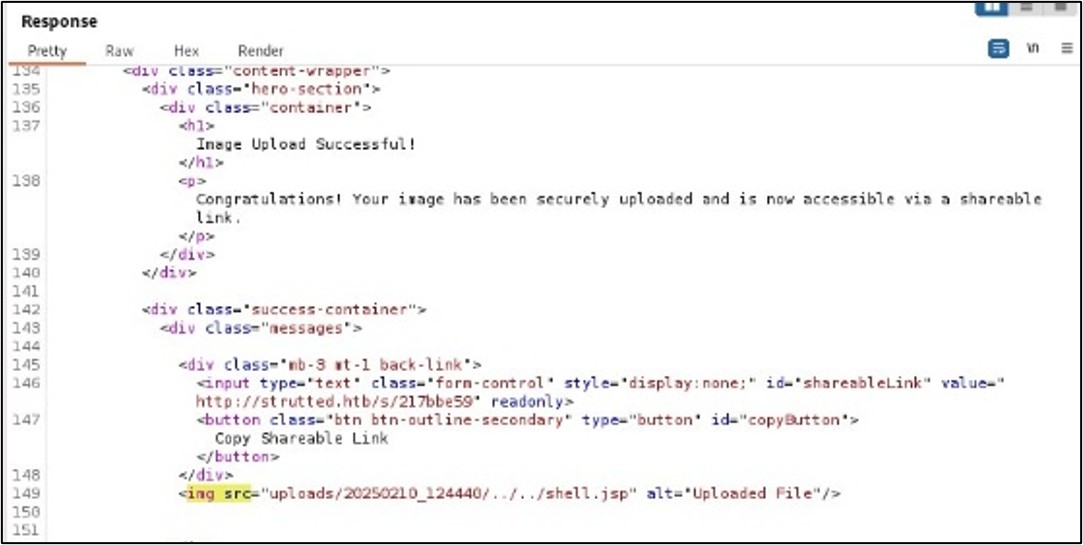 Response
Pretty Raw Hex Render \n
134 <div class="content-wrapper">
135 <div class="hero-section">
136 <div class="container">
137 <h1>
Image Upload Successful!
</h1>
138 <p>
Congratulations! Your image has been securely uploaded and is now accessible via a shareable
link.
</p>
139 </div>
140 </div>
141
142 <div class="success-container">
143 <div class="messages">
144
145 <div class="mb-3 mt-1 back-link">
146 <input type="text" class="form-control" style="display:none;" id="shareableLink" value="
http://strutted.htb/s/217bbe59" readonly>
147 <button class="btn btn-outline-secondary" type="button" id="copyButton">
Copy Shareable Link
</button>
148 </div>
149 <img src="uploads/20250210_124440/../../shell.jsp" alt="Uploaded File"/>
150
151